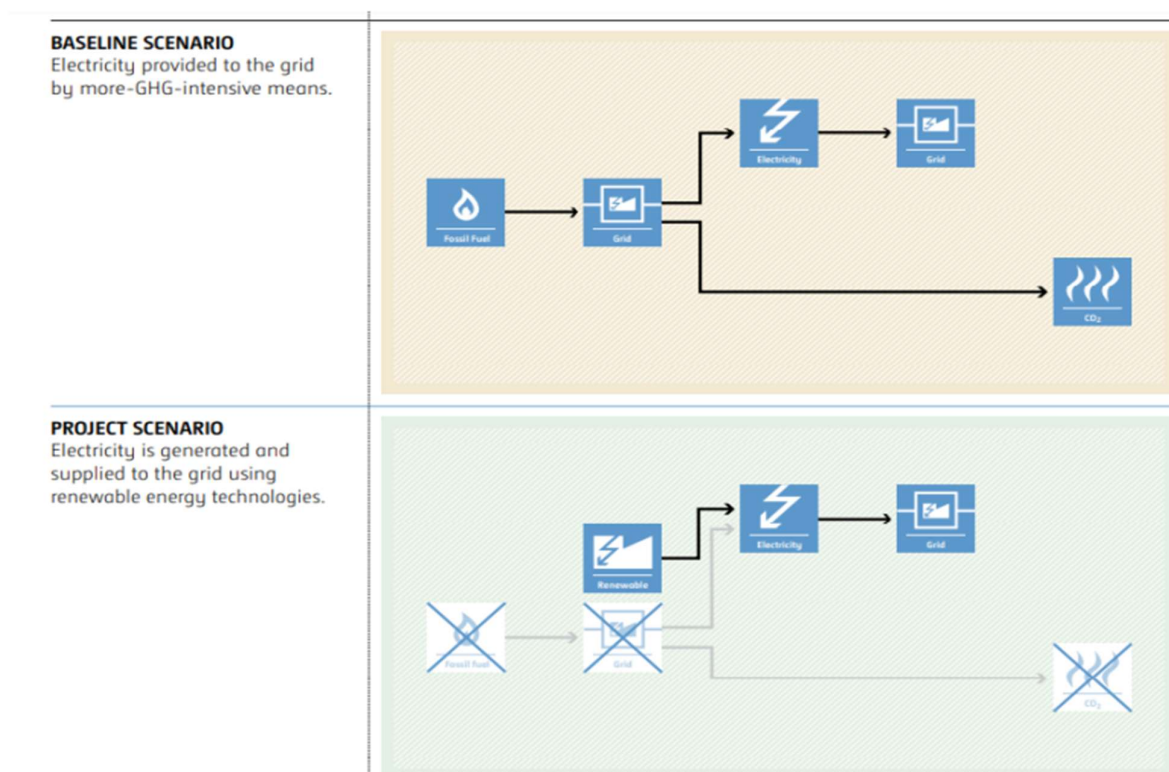 BASELINE SCENARIO
Electricity provided to the grid
by more-GHG-intensive means.
Electricity
Grid
Fossil Fuel
Grid
CO₂
PROJECT SCENARIO
Electricity is generated and
supplied to the grid using
renewable energy technologies.
Electricity
Grid
Renewable
Fossil Fuel
Grid
CO₂